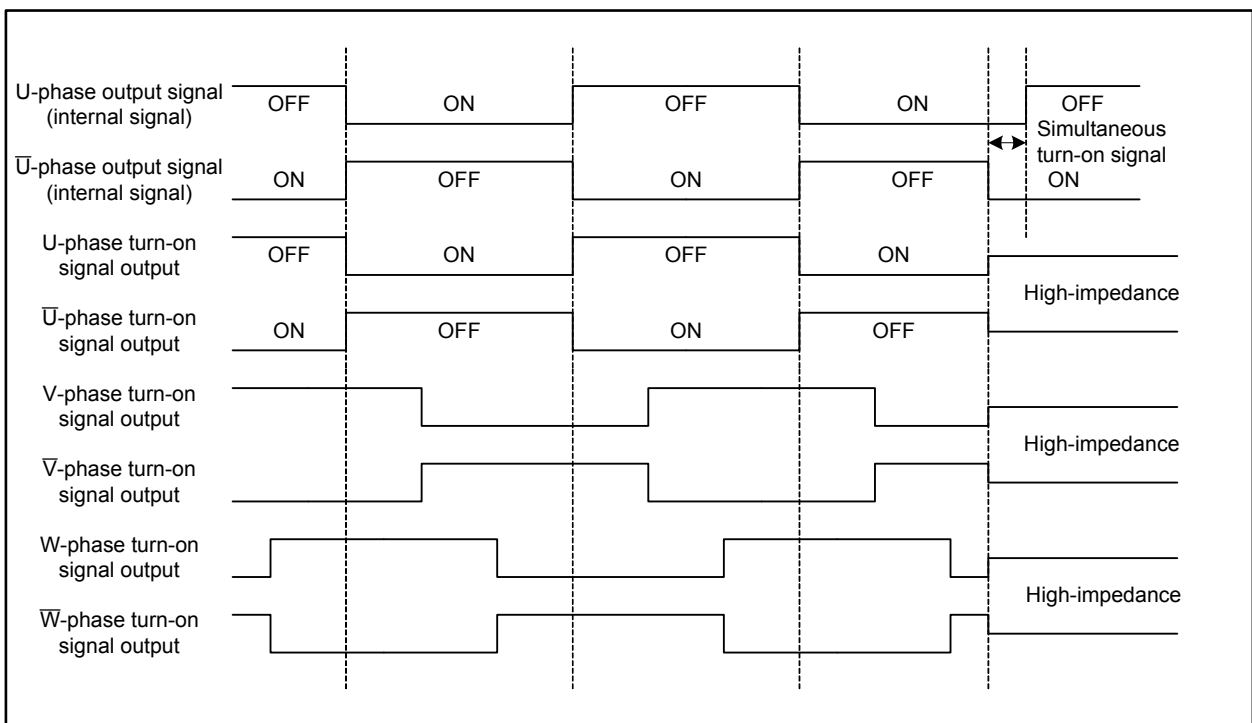 U-phase output signal
(internal signal)
OFF
ON
OFF
ON
OFF
Simultaneous
turn-on signal
U̅-phase output signal
(internal signal)
ON
OFF
ON
OFF
ON
U-phase turn-on
signal output
OFF
ON
OFF
ON
High-impedance
U̅-phase turn-on
signal output
ON
OFF
ON
OFF
V-phase turn-on
signal output
High-impedance
V̅-phase turn-on
signal output
W-phase turn-on
signal output
High-impedance
W̅-phase turn-on
signal output